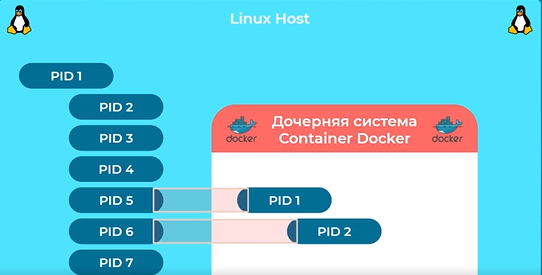 Linux Host
PID 1
PID 2
PID 3
PID 4
PID 5
PID 6
PID 7
docker
Дочерняя система
Container Docker
docker
PID 1
PID 2